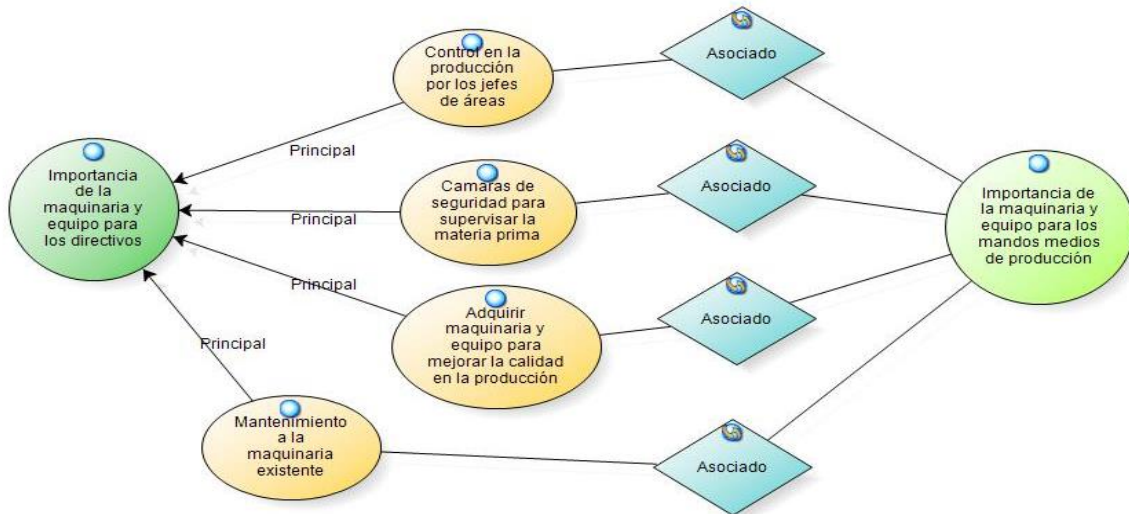 Control en la
producción
por los jefes
de áreas
Asociado
Principal
Importancia
de la
maquinaria y
equipo para
los directivos
Camaras de
seguridad para
supervisar la
materia prima
Principal
Asociado
Importancia de
la maquinaria y
equipo para los
mandos medios
de producción
Principal
Adquirir
maquinaria y
equipo para
mejorar la calidad
en la producción
Asociado
Principal
Mantenimiento
a la
maquinaria
existente
Asociado